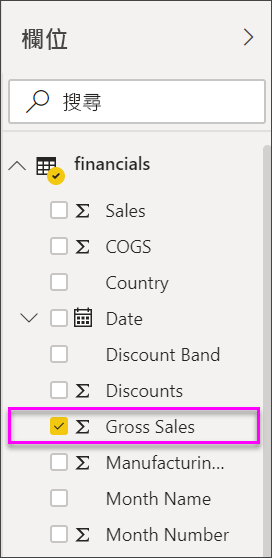 欄位
搜尋
financials
Sales
COGS
Country
Date
Discount Band
Discounts
Gross Sales
Manufacturin...
Month Name
Month Number